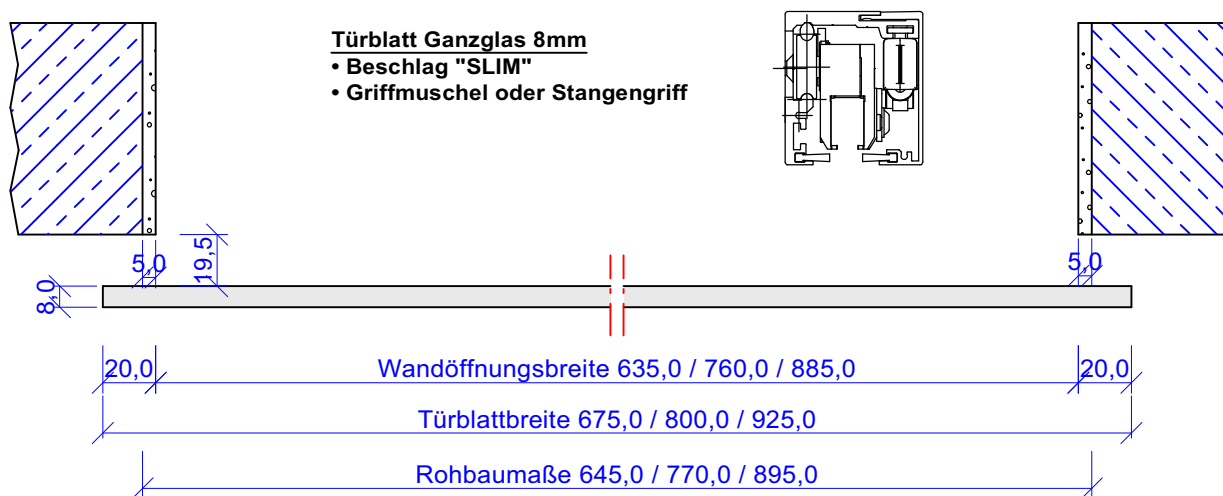 Türblatt Ganzglas 8mm
• Beschlag "SLIM"
• Griffmuschel oder Stangengriff
5,0
19,5
5,0
8,0
20,0
Wandöffnungsbreite 635,0 / 760,0 / 885,0
20,0
Türblattbreite 675,0 / 800,0 / 925,0
Rohbaumaße 645,0 / 770,0 / 895,0